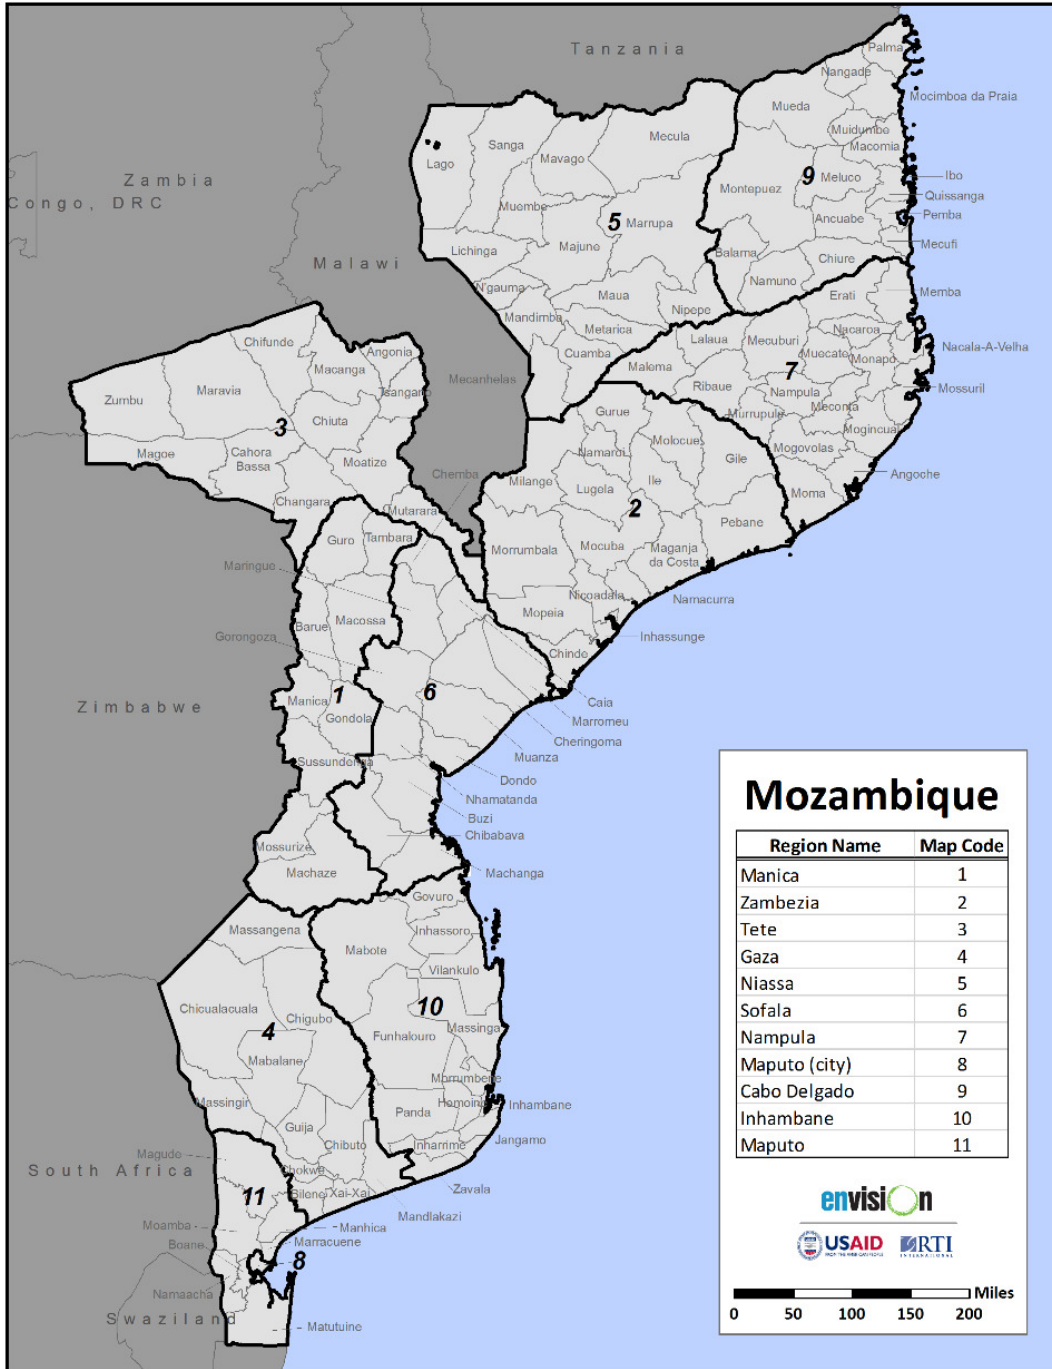 Tanzania
Palma
Nangade
Mocimboa da Praia
Mueda
Muidumbe
Macomia
Mecula
Sanga
Mavago
Lago
Zambia
Congo, DRC
9
Meluco
Ibo
Montepuez
Quissanga
Muembe
5
Marrupa
Ancuabe
Pemba
Lichinga
Majune
Balama
Mecufi
Malawi
Chiure
N'gauma
Namuno
Maua
Erati
Memba
Mandimba
Nipepe
Metarica
Nacaroa
Chifunde
Lalaua
Mecuburi
Nacala-A-Velha
Angonia
Cuamba
Muecate
Monapo
Macanga
Malema
7
Mecanhelas
Ribaue
Mossuril
Maravia
Tsangano
Nampula
Zumbu
Murrupule
Meconta
Gurue
Chiuta
3
Molocue
Mogincual
Namaroi
Mogovolas
Magoe
Cahora
Bassa
Gile
Moatize
Angoche
Chemba
Milange
Ile
Lugela
Moma
Changara
Mutarara
2
Pebane
Guro
Tambara
Morrumbala
Mocuba
Maganja
da Costa
Maringue
Nicoadala
Namacurra
Mopeia
Barue
Macossa
Gorongoza
Inhassunge
Chinde
1
6
Manica
Caia
Zimbabwe
Gondola
Marromeu
Cheringoma
Muanza
Sussundenga
Dondo
Nhamatanda
Buzi
Chibabava
Mossurize
Machaze
Machanga
Govuro
Massangena
Inhassoro
Mabote
Vilankulo
Chicualacuala
10
Chigubo
4
Massinga
Funhalouro
Mabalane
Morrumbene
Massingir
Homoine
Inhambane
Panda
Guija
Chibuto
Inharrime
Jangamo
Magude
South Africa
Chokwe
Zavala
11
Bilene
Xai-Xai
Mandlakazi
Moamba
Manhica
Boane
Marracuene
8
Namaacha
Swaziland
Matutuine
Mozambique
Region Name Map Code
Manica 1
Zambezia 2
Tete 3
Gaza 4
Niassa 5
Sofala 6
Nampula 7
Maputo (city) 8
Cabo Delgado 9
Inhambane 10
Maputo 11
envision
USAID
FROM THE AMERICAN PEOPLE
RTI
INTERNATIONAL
Miles
0 50 100 150 200